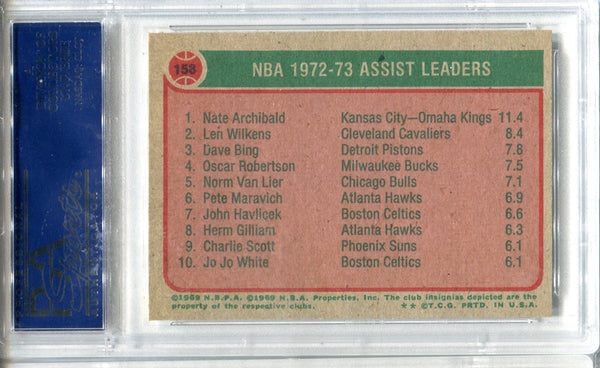 158
NBA 1972-73 ASSIST LEADERS
1. Nate Archibald Kansas City—Omaha Kings 11.4
2. Len Wilkens Cleveland Cavaliers 8.4
3. Dave Bing Detroit Pistons 7.8
4. Oscar Robertson Milwaukee Bucks 7.5
5. Norm Van Lier Chicago Bulls 7.1
6. Pete Maravich Atlanta Hawks 6.9
7. John Havlicek Boston Celtics 6.6
8. Herm Gilliam Atlanta Hawks 6.3
9. Charlie Scott Phoenix Suns 6.1
10. Jo Jo White Boston Celtics 6.1
©1969 N.B.P.A. ©1969 N.B.A. Properties, Inc. The club insignias depicted are the
property of the respective clubs. ★★ ©T.C.G. PRTD. IN U.S.A.
PSA